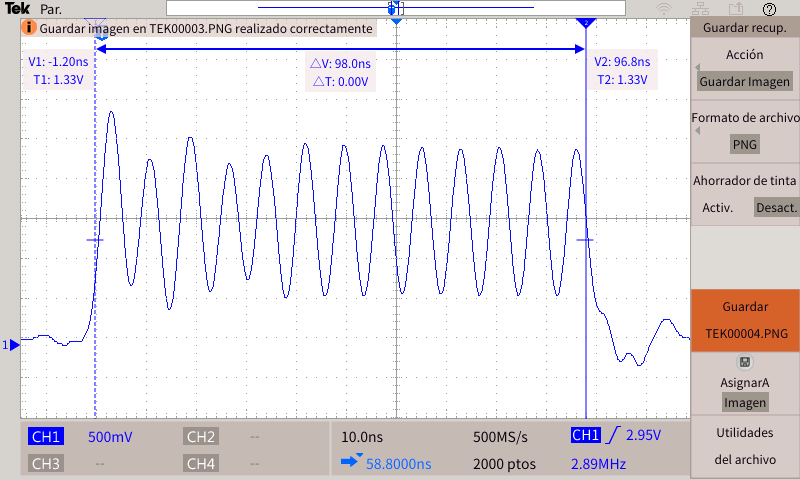 Tek Par.
Guardar imagen en TEK00003.PNG realizado correctamente
V1: -1.20ns
T1: 1.33V
△V: 98.0ns
△T: 0.00V
V2: 96.8ns
T2: 1.33V
1
Guardar recup.
Acción
Guardar Imagen
Formato de archivo
PNG
Ahorrador de tinta
Activ. Desact.
Guardar
TEK00004.PNG
AsignarA
Imagen
Utilidades
del archivo
CH1 500mV CH2 --
CH3 -- CH4 --
10.0ns 500MS/s CH1 2.95V
58.8000ns 2000 ptos 2.89MHz